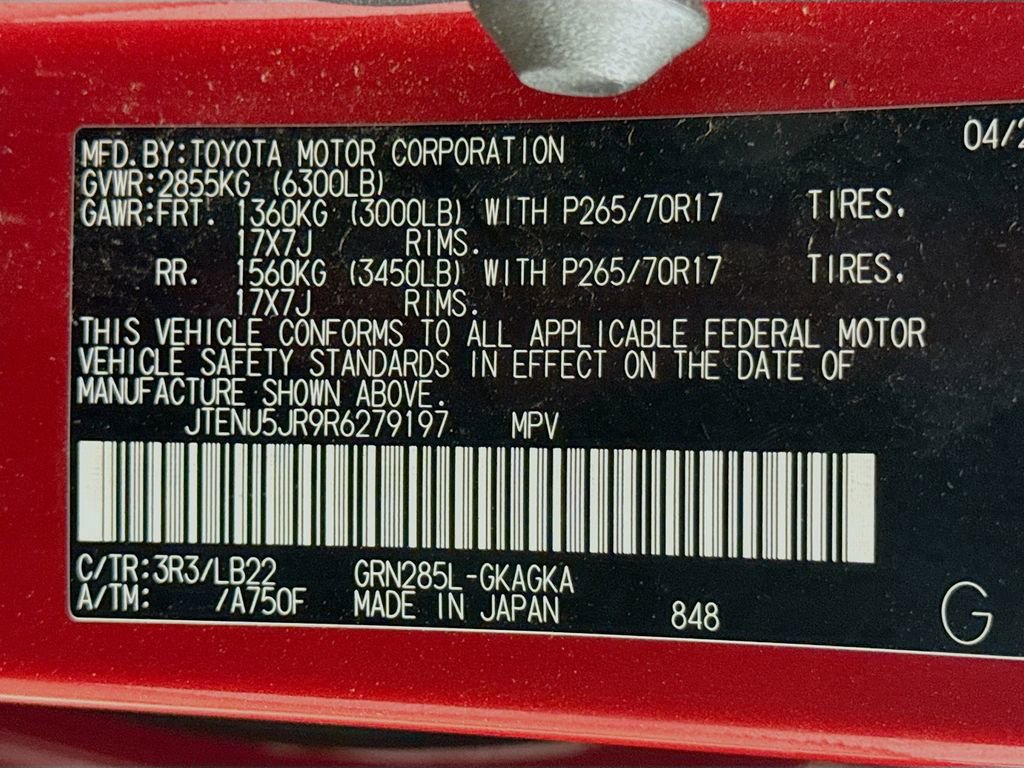 04/2
MFD.BY:TOYOTA MOTOR CORPORATION
GVWR:2855KG (6300LB)
GAWR:FRT. 1360KG (3000LB) WITH P265/70R17 TIRES,
17X7J RIMS.
RR. 1560KG (3450LB) WITH P265/70R17 TIRES,
17X7J RIMS.
THIS VEHICLE CONFORMS TO ALL APPLICABLE FEDERAL MOTOR
VEHICLE SAFETY STANDARDS IN EFFECT ON THE DATE OF
MANUFACTURE SHOWN ABOVE.
JTENU5JR9R6279197 MPV
C/TR:3R3/LB22 GRN285L-GKAGKA
A/TM: /A750F MADE IN JAPAN 848 G